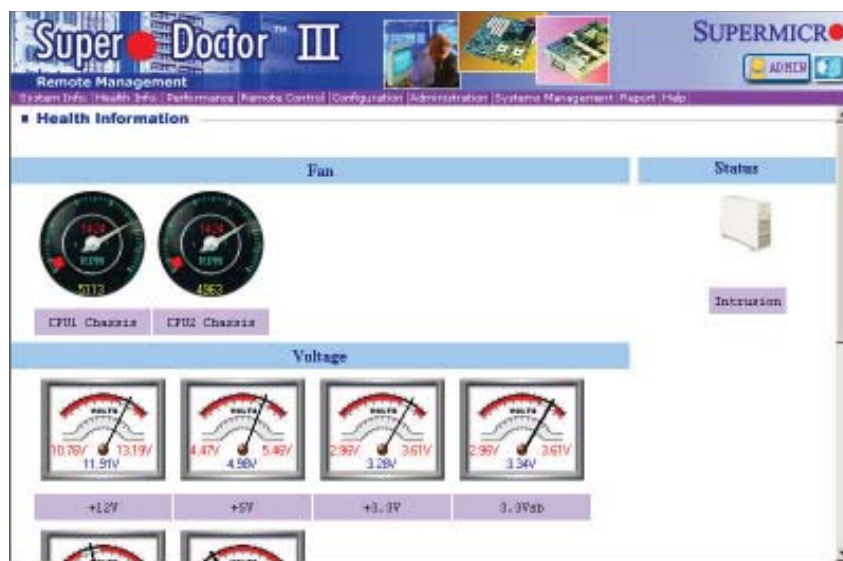 Super Doctor™ III
SUPERMICRO
Remote Management
ADMIN
System Info. |Health Info. |Performance |Remote Control |Configuration |Administration |Systems Management |Report |Help|
Health Information
Fan
Status
1424
RPM
5113
1424
RPM
4963
CPU1 Chassis
CPU2 Chassis
Intrusion
Voltage
VOLTS
10.76V 13.19V
11.91V
VOLTS
4.47V 5.46V
4.98V
VOLTS
2.96V 3.61V
3.28V
VOLTS
2.96V 3.61V
3.34V
+12V
+5V
+3.3V
3.3Vsb